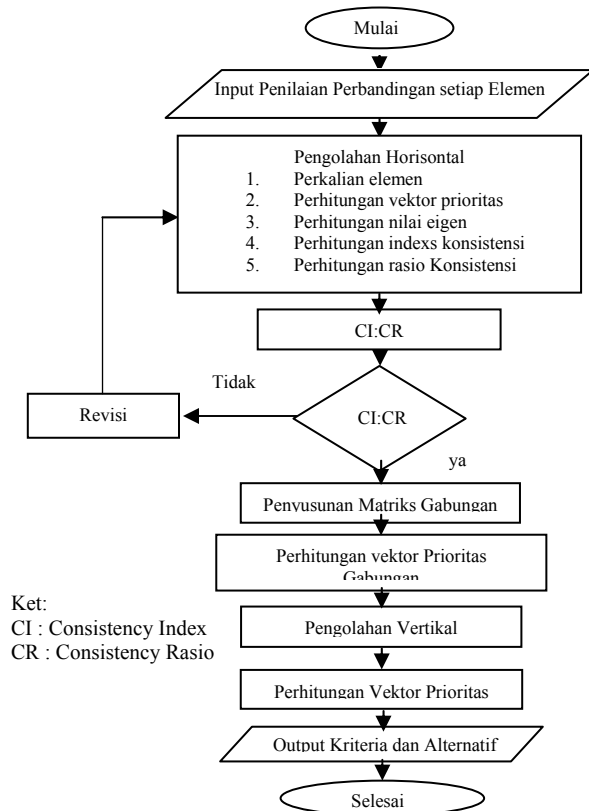 Mulai
Input Penilaian Perbandingan setiap Elemen
Pengolahan Horisontal
1. Perkalian elemen
2. Perhitungan vektor prioritas
3. Perhitungan nilai eigen
4. Perhitungan indexs konsistensi
5. Perhitungan rasio Konsistensi
CI:CR
Tidak
Revisi
CI:CR
ya
Penyusunan Matriks Gabungan
Perhitungan vektor Prioritas
Gabungan
Ket:
CI : Consistency Index
CR : Consistency Rasio
Pengolahan Vertikal
Perhitungan Vektor Prioritas
Output Kriteria dan Alternatif
Selesai